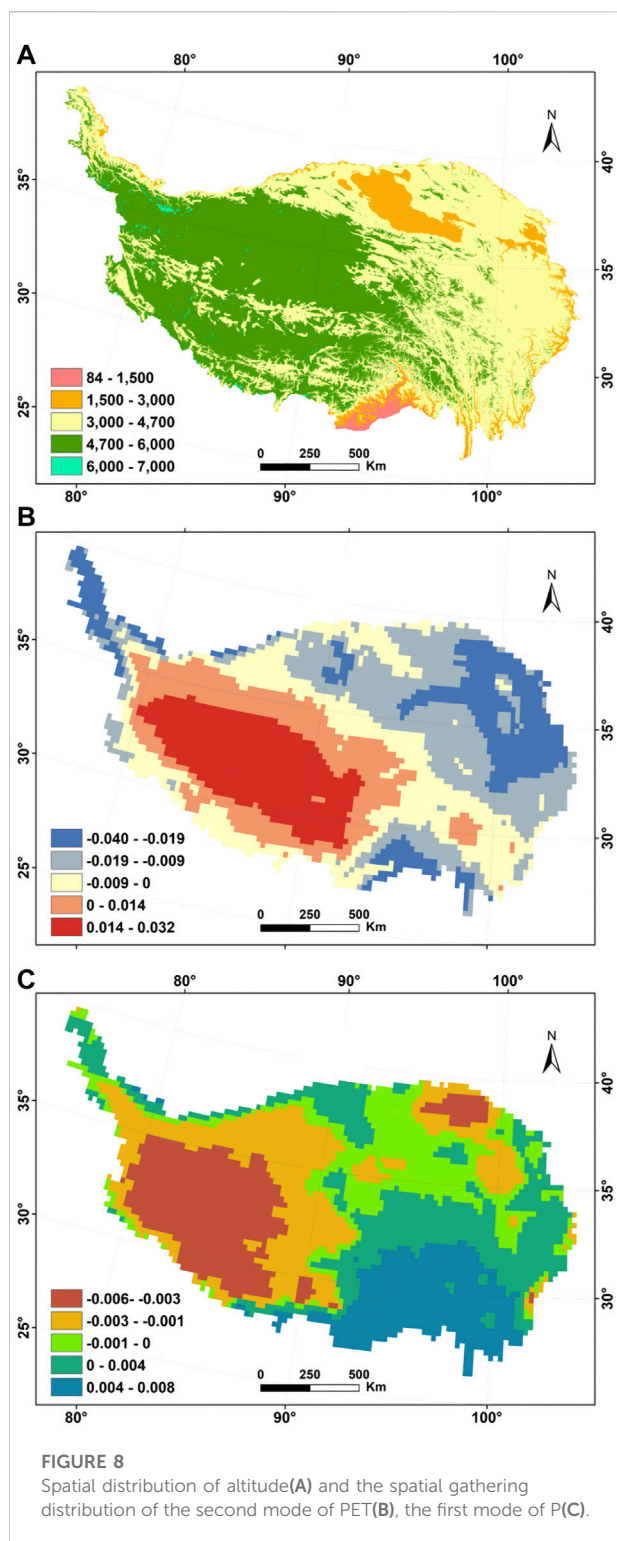 A
80°
90°
100°
N
35°
40°
30°
35°
25°
30°
84 - 1,500
1,500 - 3,000
3,000 - 4,700
4,700 - 6,000
6,000 - 7,000
0 250 500
Km
80°
90°
100°
B
N
35°
40°
30°
35°
25°
30°
-0.040 - -0.019
-0.019 - -0.009
-0.009 - 0
0 - 0.014
0.014 - 0.032
0 250 500
Km
C
80°
90°
100°
N
35°
40°
30°
35°
25°
30°
-0.006- -0.003
-0.003 - -0.001
-0.001 - 0
0 - 0.004
0.004 - 0.008
0 250 500
Km
80°
90°
100°
FIGURE 8
Spatial distribution of altitude(A) and the spatial gathering
distribution of the second mode of PET(B), the first mode of P(C).